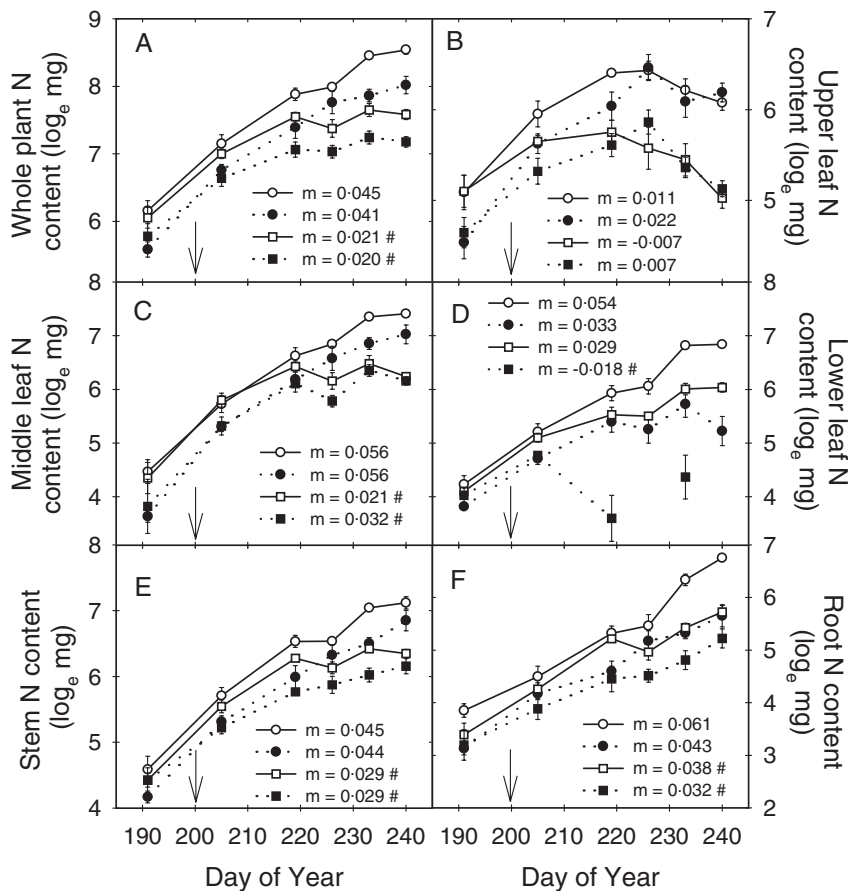 9
8
7
6
8
Whole plant N
content (logₑ mg)
A
m = 0·045
m = 0·041
m = 0·021 #
m = 0·020 #
B
m = 0·011
m = 0·022
m = -0·007
m = 0·007
7
6
5
8
Upper leaf N
content (logₑ mg)
7
6
5
4
8
Middle leaf N
content (logₑ mg)
C
m = 0·056
m = 0·056
m = 0·021 #
m = 0·032 #
D
m = 0·054
m = 0·033
m = 0·029
m = -0·018 #
7
6
5
4
7
Lower leaf N
content (logₑ mg)
7
6
5
4
Stem N content
(logₑ mg)
E
m = 0·045
m = 0·044
m = 0·029 #
m = 0·029 #
F
m = 0·061
m = 0·043
m = 0·038 #
m = 0·032 #
6
5
4
3
2
Root N content
(logₑ mg)
190 200 210 220 230 240
190 200 210 220 230 240
Day of Year
Day of Year